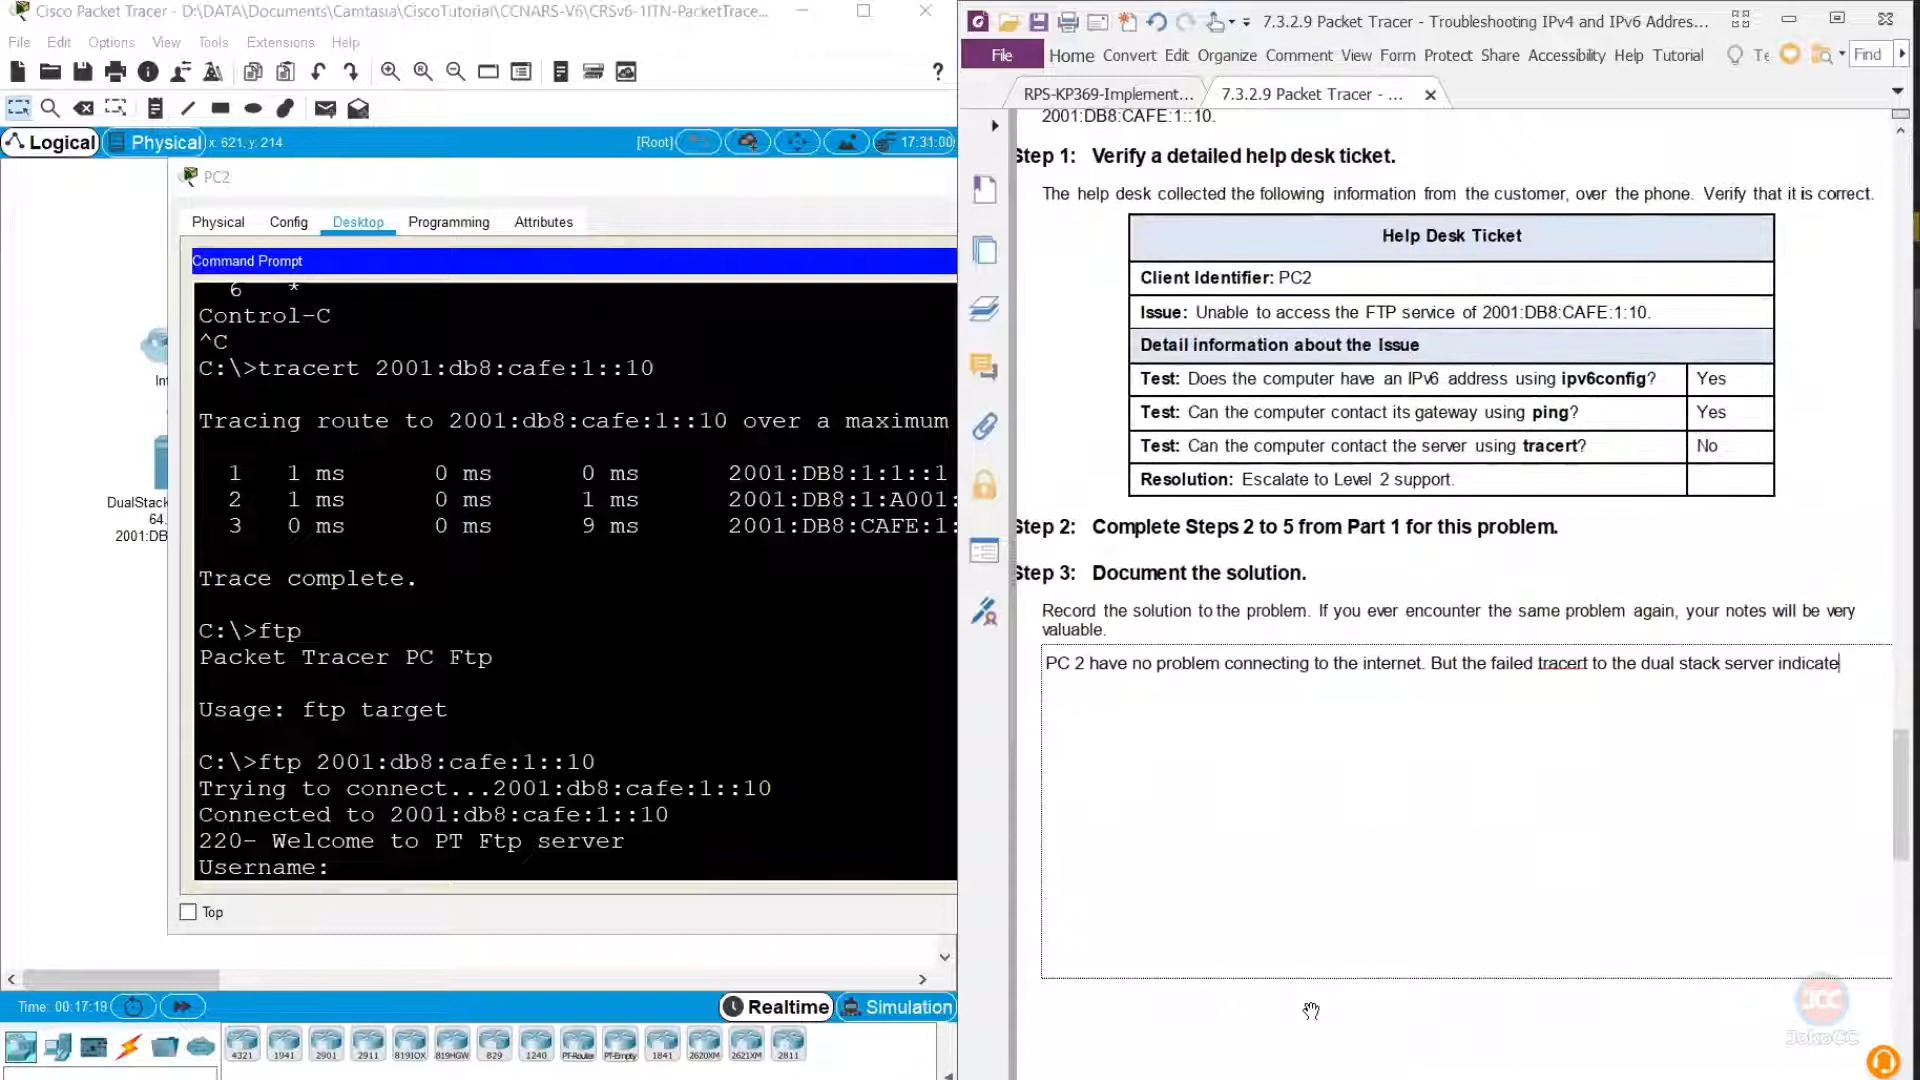 Cisco Packet Tracer - D:\DATA\Documents\Camtasia\CiscoTutorial\CCNARS-V6\CRSv6-1ITN-PacketTrace...
File Edit Options View Tools Extensions Help
Logical
Physical x: 621, y: 214
[Root]
17:31:00
PC2
Physical Config Desktop Programming Attributes
Command Prompt
6 *
Control-C
^C
C:\>tracert 2001:db8:cafe:1::10
Tracing route to 2001:db8:cafe:1::10 over a maximum
1 1 ms 0 ms 0 ms 2001:DB8:1:1::1
2 1 ms 0 ms 1 ms 2001:DB8:1:A001:
3 0 ms 0 ms 9 ms 2001:DB8:CAFE:1:
Trace complete.
C:\>ftp
Packet Tracer PC Ftp
Usage: ftp target
C:\>ftp 2001:db8:cafe:1::10
Trying to connect...2001:db8:cafe:1::10
Connected to 2001:db8:cafe:1::10
220- Welcome to PT Ftp server
Username:
Top
Int
DualStack
64.
2001:DB
Time: 00:17:19
Realtime
Simulation
4321 1941 2901 2911 819IOX 819HGW 829 1240 PT-Router PT-Empty 1841 2620XM 2621XM 2811
7.3.2.9 Packet Tracer - Troubleshooting IPv4 and IPv6 Addres...
File Home Convert Edit Organize Comment View Form Protect Share Accessibility Help Tutorial
Te
Find
RPS-KP369-Implement...
7.3.2.9 Packet Tracer - ...
2001:DB8:CAFE:1::10.
Step 1: Verify a detailed help desk ticket.
The help desk collected the following information from the customer, over the phone. Verify that it is correct.
Help Desk Ticket
Client Identifier: PC2
Issue: Unable to access the FTP service of 2001:DB8:CAFE:1:10.
Detail information about the Issue
Test: Does the computer have an IPv6 address using ipv6config? Yes
Test: Can the computer contact its gateway using ping? Yes
Test: Can the computer contact the server using tracert? No
Resolution: Escalate to Level 2 support.
Step 2: Complete Steps 2 to 5 from Part 1 for this problem.
Step 3: Document the solution.
Record the solution to the problem. If you ever encounter the same problem again, your notes will be very
valuable.
PC 2 have no problem connecting to the internet. But the failed tracert to the dual stack server indicate
JCC
JokoCC